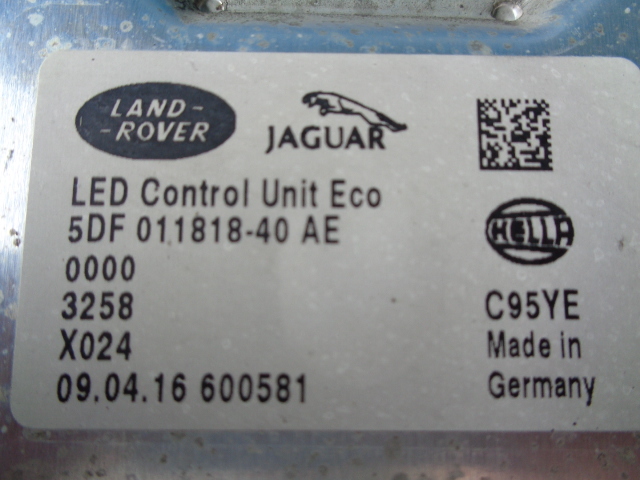 LAND-
-ROVER
JAGUAR
LED Control Unit Eco
5DF 011818-40 AE
HELLA
0000
3258
C95YE
X024
Made in
09.04.16 600581
Germany